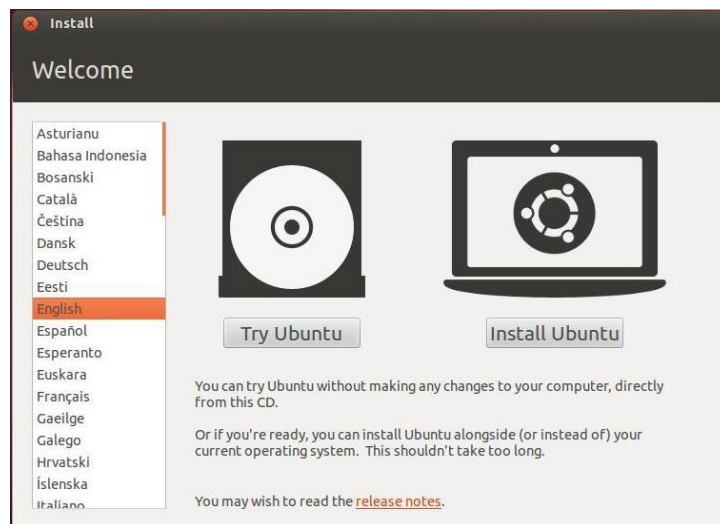 Install
Welcome
Asturianu
Bahasa Indonesia
Bosanski
Català
Čeština
Dansk
Deutsch
Eesti
English
Español
Esperanto
Euskara
Français
Gaeilge
Galego
Hrvatski
Íslenska
Italiano
Try Ubuntu
Install Ubuntu
You can try Ubuntu without making any changes to your computer, directly
from this CD.
Or if you're ready, you can install Ubuntu alongside (or instead of) your
current operating system.  This shouldn't take too long.
You may wish to read the release notes.